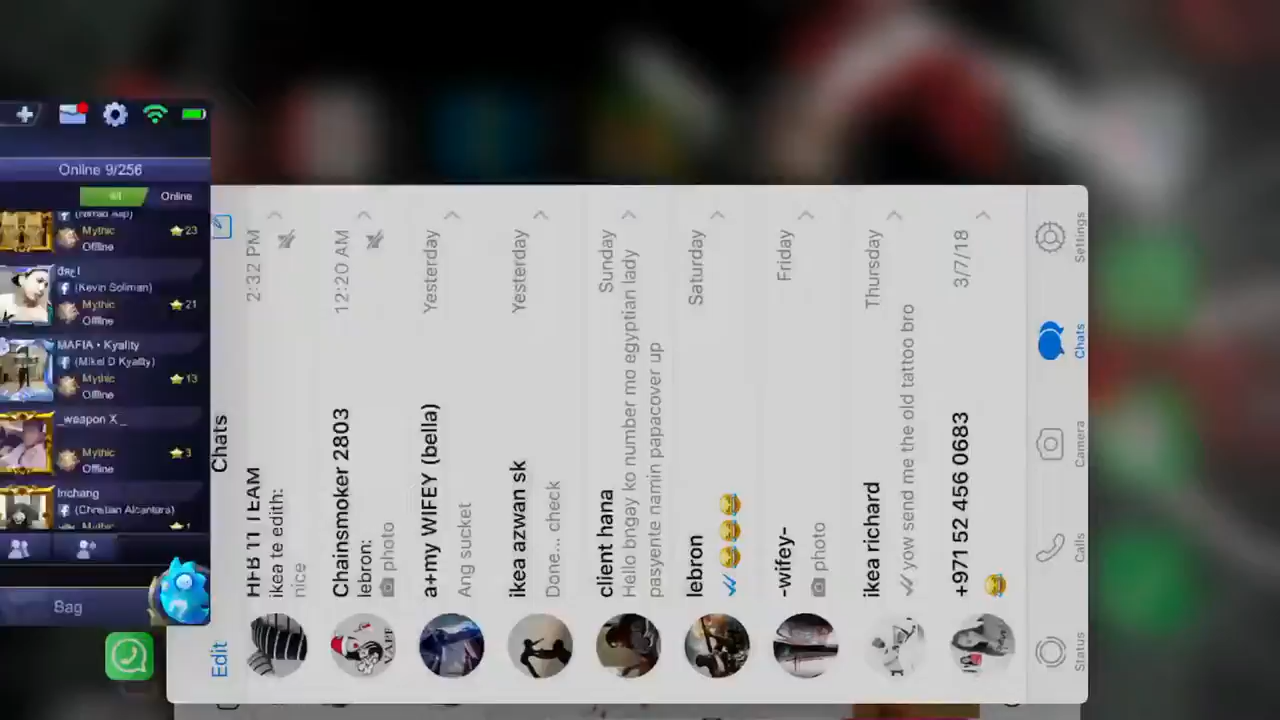 Online 9/256
All
Online
Mythic
23
Offline
(Kevin Soliman)
Mythic
21
Offline
MAFIA • Kyality
(Mikel D Kyality)
Mythic
13
Offline
_weapon X_
Mythic
3
Offline
Irichang
(Christian Alcantara)
Mythic
1
Bag
Edit
Chats
2:32 PM
ikea te edith:
nice
Chainsmoker 2803
12:20 AM
lebron:
photo
a+my WIFEY (bella)
Yesterday
Ang sucket
ikea azwan sk
Yesterday
Done... check
client hana
Sunday
Hello bngay ko number mo egyptian lady
pasyente namin papacover up
lebron
Saturday
😂😂😂😂
-wifey-
Friday
photo
ikea richard
Thursday
yow send me the old tattoo bro
+971 52 456 0683
3/7/18
😂
Status
Calls
Camera
Chats
Settings